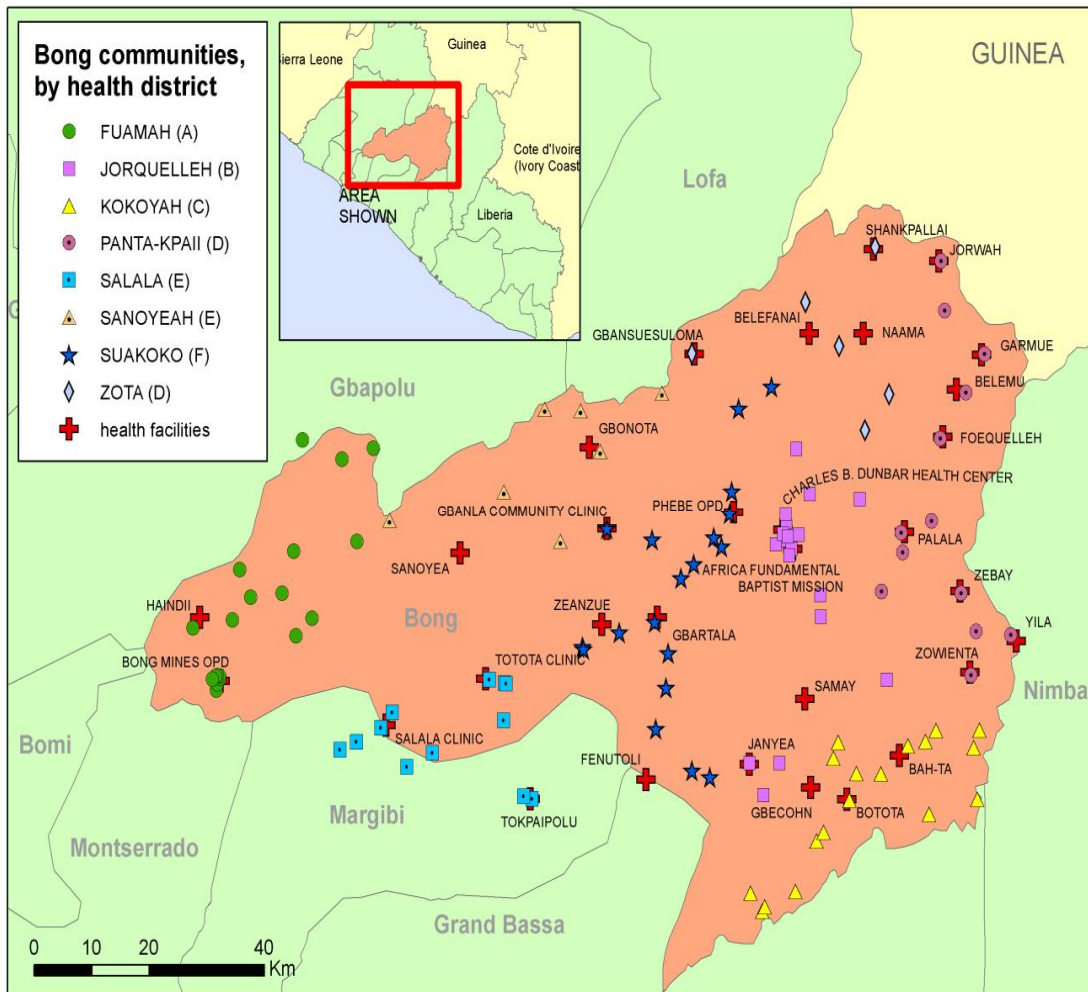 Bong communities,
by health district
FUAMAH (A)
JORQUELLEH (B)
KOKOYAH (C)
PANTA-KPAII (D)
SALALA (E)
SANOYEAH (E)
SUAKOKO (F)
ZOTA (D)
health facilities
Sierra Leone
Guinea
Cote d'Ivoire
(Ivory Coast
AREA
SHOWN
Liberia
GUINEA
Lofa
SHANKPALLAI
JORWAH
BELEFANAI
NAAMA
GBANSUESULOMA
GARMUE
BELEMU
Gbapolu
GBONOTA
FOEQUELLEH
CHARLES B. DUNBAR HEALTH CENTER
GBANLA COMMUNITY CLINIC
PHEBE OPD
PALALA
SANOYEA
AFRICA FUNDAMENTAL
BAPTIST MISSION
ZEBAY
HAINDII
Bong
ZEANZUE
GBARTALA
YILA
BONG MINES OPD
TOTOTA CLINIC
ZOWIENTA
SAMAY
Nimba
Bomi
SALALA CLINIC
FENUTOLI
JANYEA
BAH-TA
Margibi
TOKPAIPOLU
GBECOHN
BOTOTA
Montserrado
Grand Bassa
0 20 40
Km